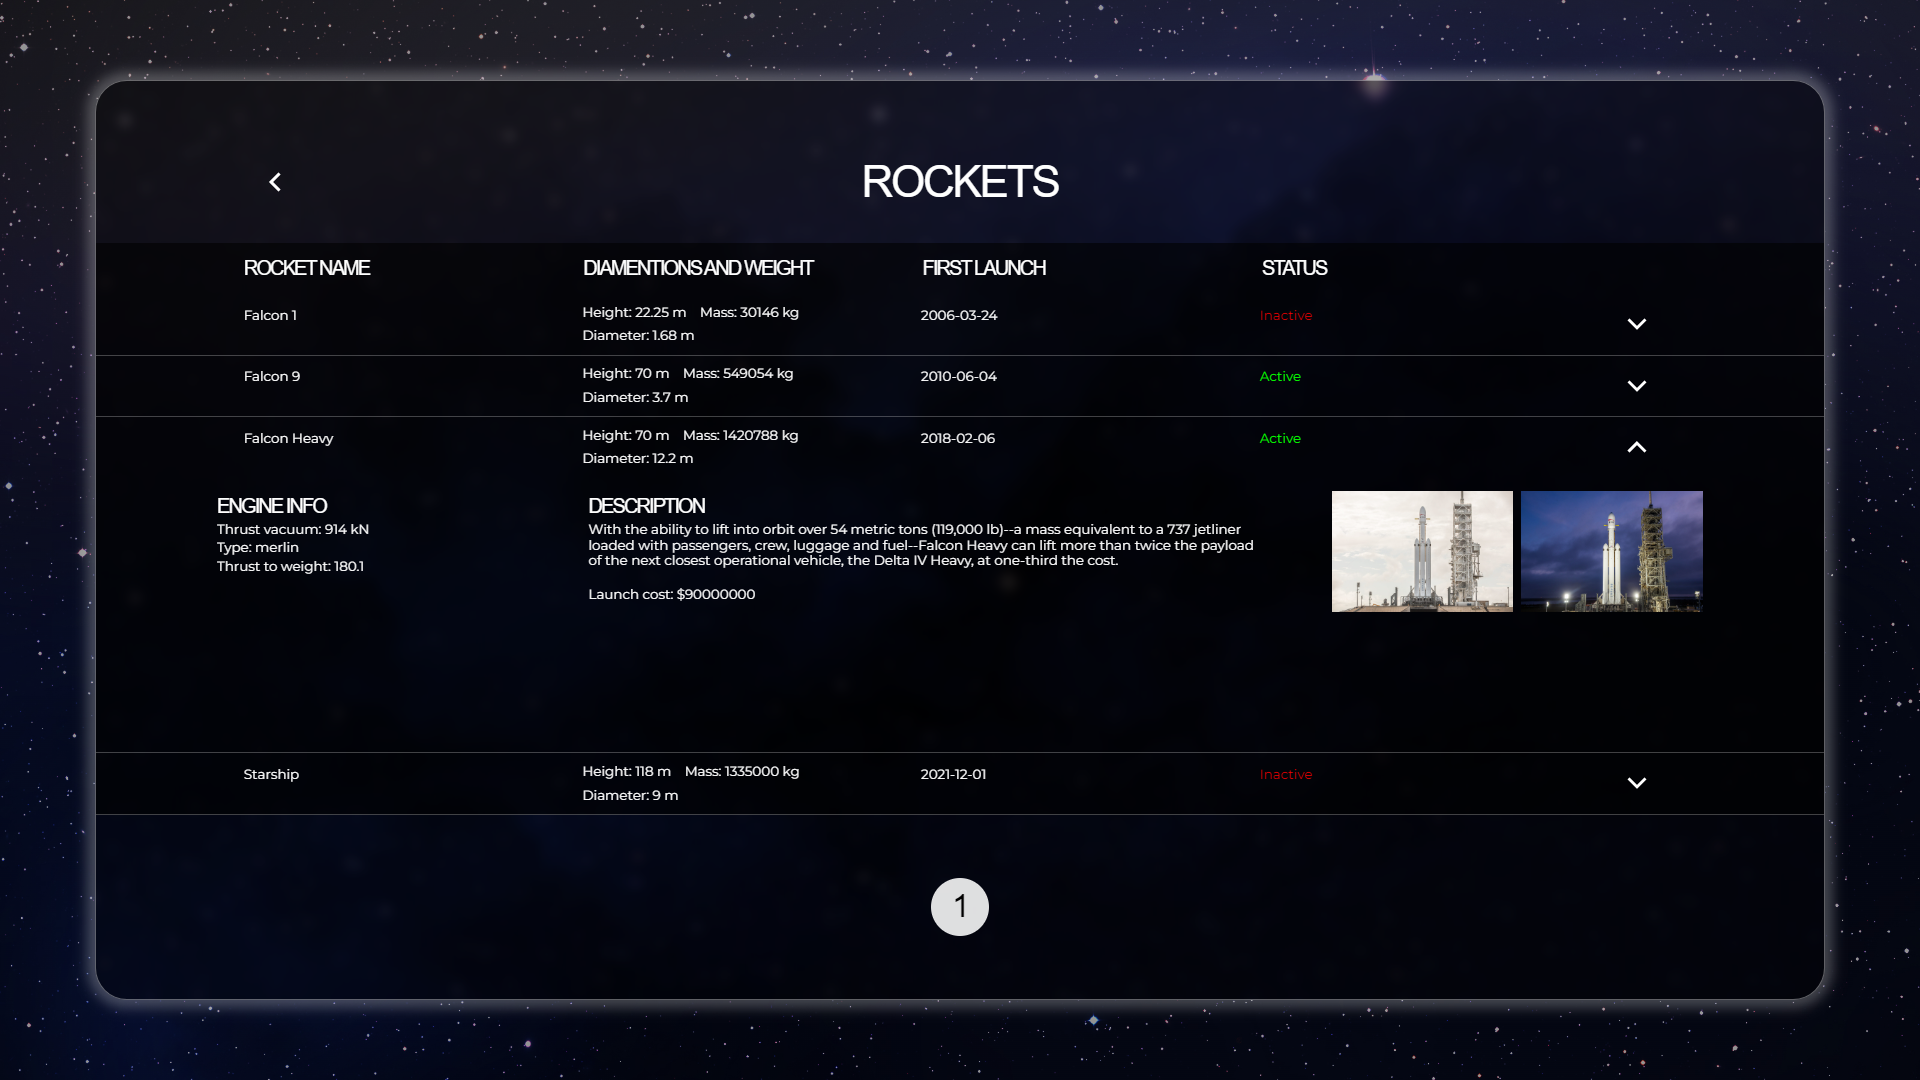 ROCKETS
ROCKET NAME DIAMENTIONS AND WEIGHT FIRST LAUNCH STATUS
Falcon 1 Height: 22.25 m Mass: 30146 kg 2006-03-24 Inactive
Diameter: 1.68 m
Falcon 9 Height: 70 m Mass: 549054 kg 2010-06-04 Active
Diameter: 3.7 m
Falcon Heavy Height: 70 m Mass: 1420788 kg 2018-02-06 Active
Diameter: 12.2 m
ENGINE INFO
Thrust vacuum: 914 kN
Type: merlin
Thrust to weight: 180.1
DESCRIPTION
With the ability to lift into orbit over 54 metric tons (119,000 lb)--a mass equivalent to a 737 jetliner
loaded with passengers, crew, luggage and fuel--Falcon Heavy can lift more than twice the payload
of the next closest operational vehicle, the Delta IV Heavy, at one-third the cost.
Launch cost: $90000000
Starship Height: 118 m Mass: 1335000 kg 2021-12-01 Inactive
Diameter: 9 m
1